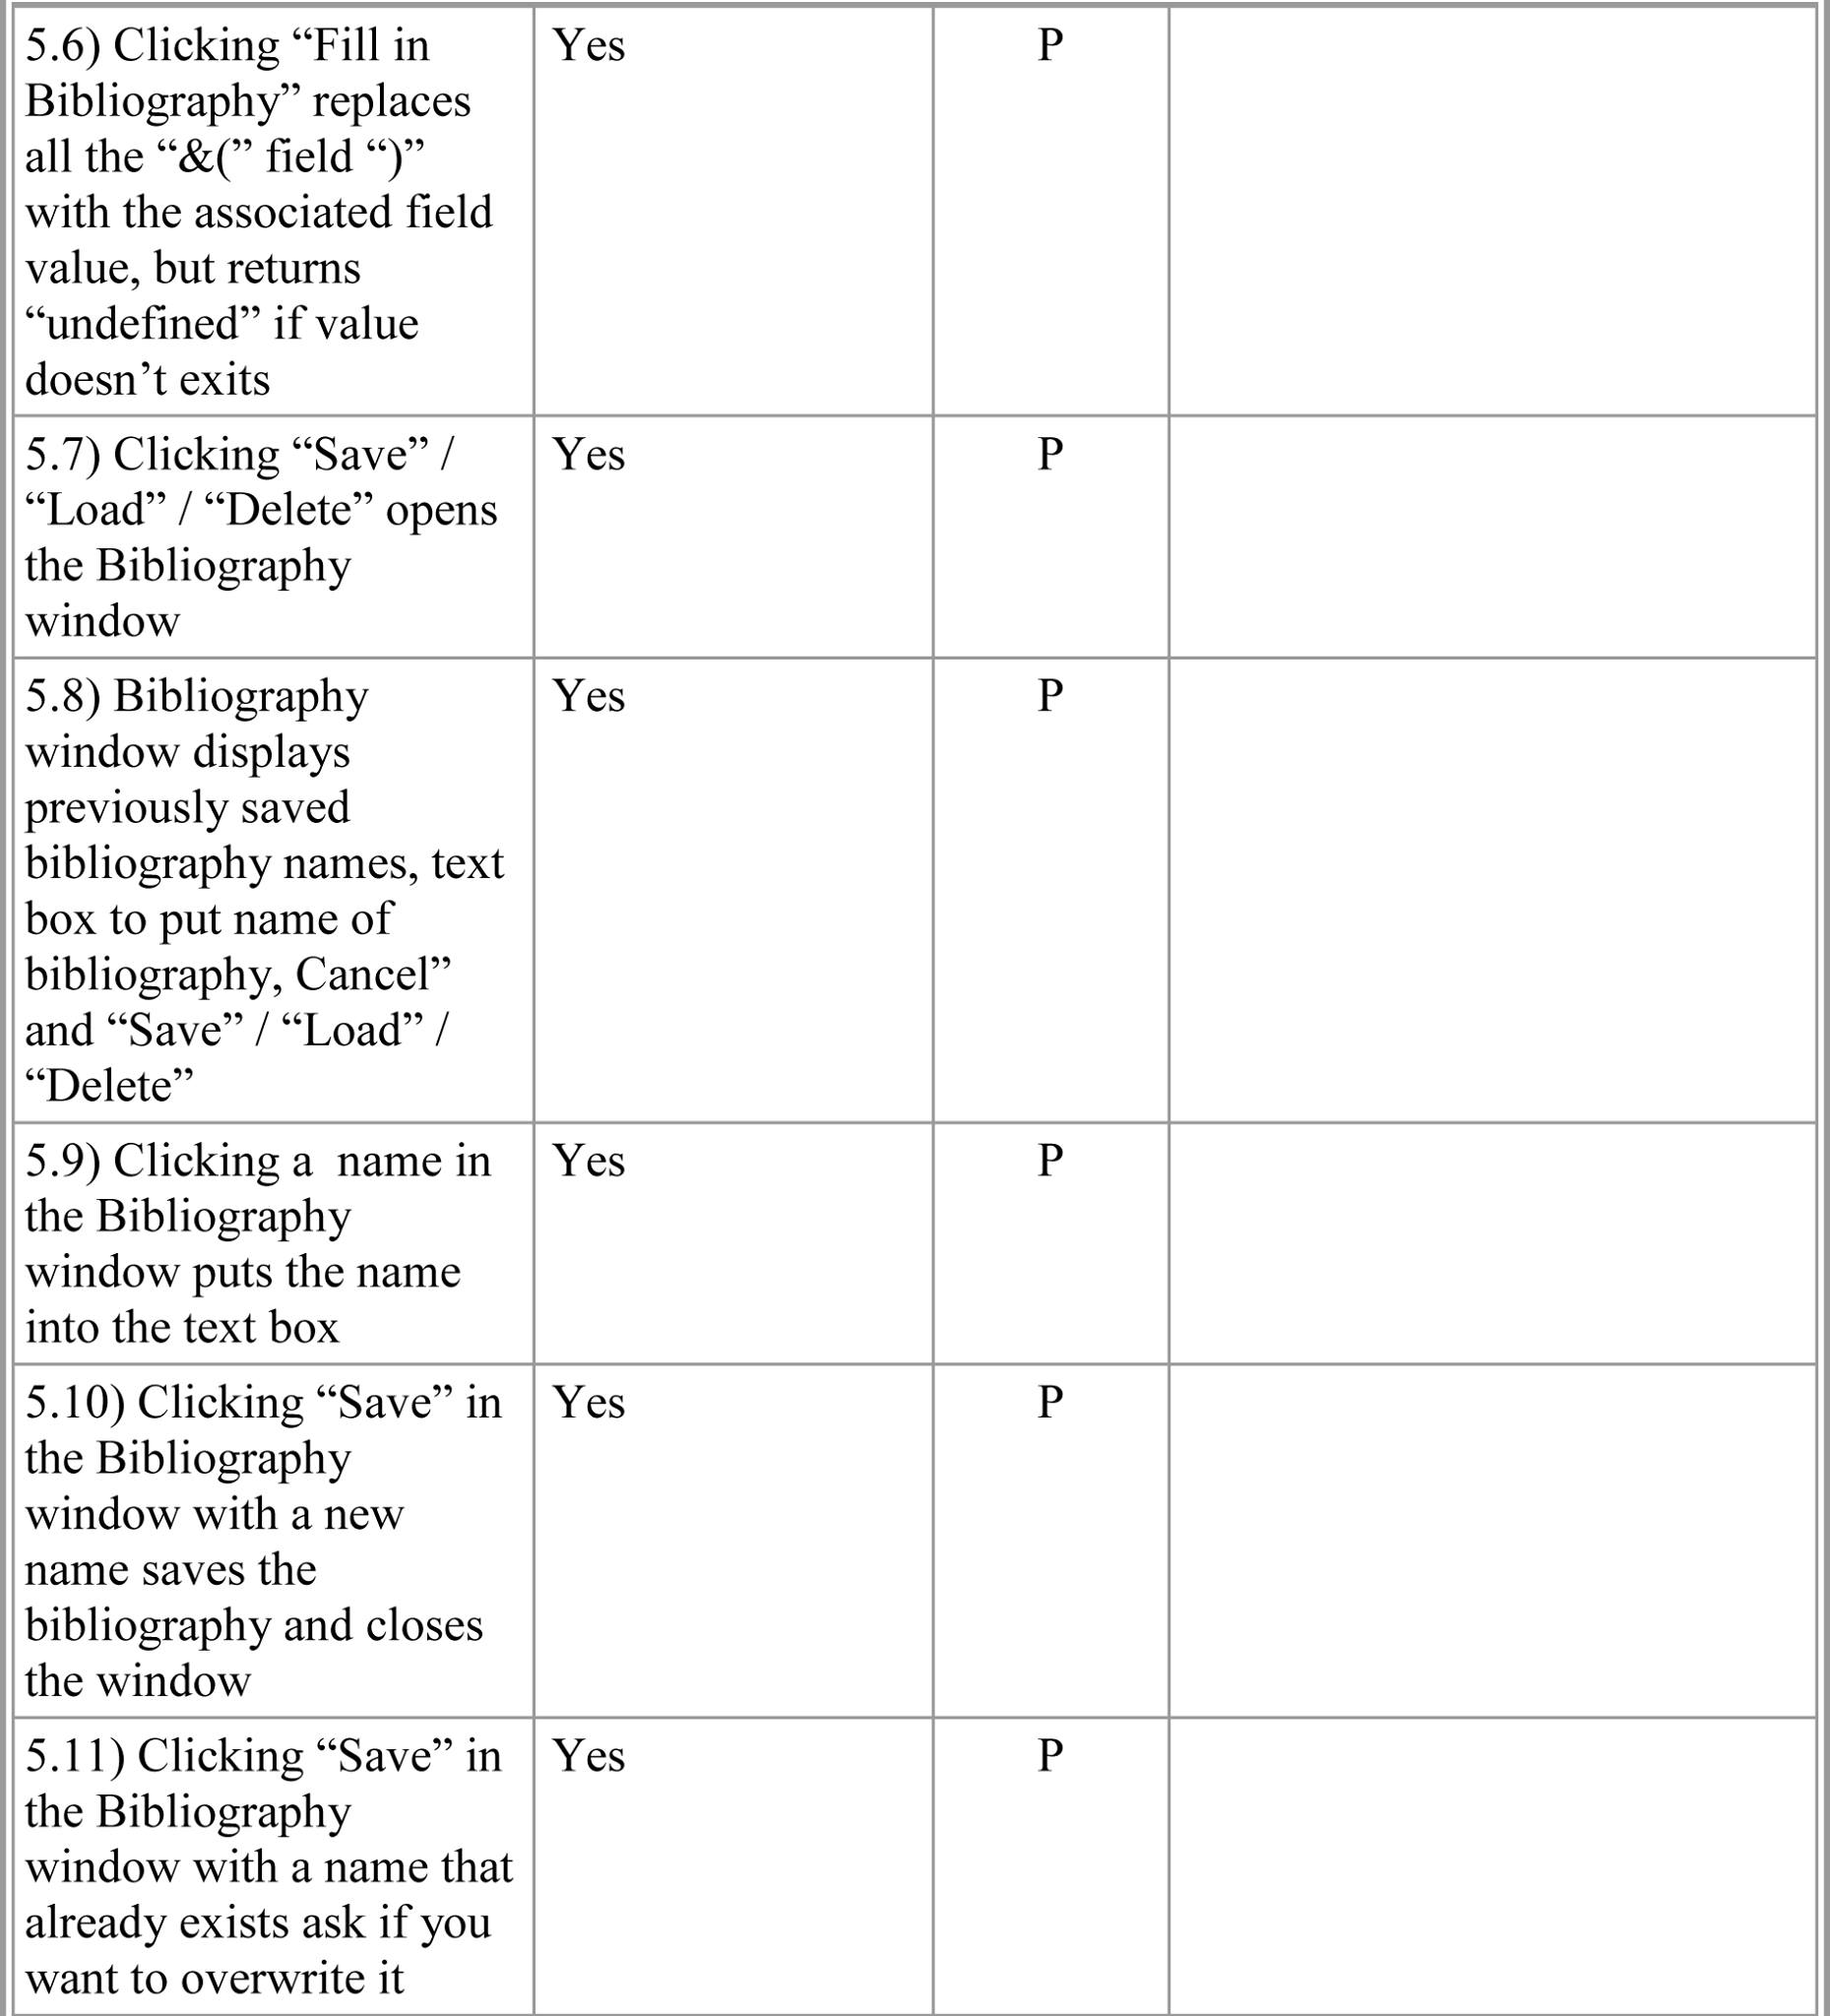 5.6) Clicking “Fill in Yes P
Bibliography” replaces
all the “&(” field “)”
with the associated field
value, but returns
“undefined” if value
doesn’t exits
5.7) Clicking “Save” / Yes P
“Load” / “Delete” opens
the Bibliography
window
5.8) Bibliography Yes P
window displays
previously saved
bibliography names, text
box to put name of
bibliography, Cancel”
and “Save” / “Load” /
“Delete”
5.9) Clicking a  name in Yes P
the Bibliography
window puts the name
into the text box
5.10) Clicking “Save” in Yes P
the Bibliography
window with a new
name saves the
bibliography and closes
the window
5.11) Clicking “Save” in Yes P
the Bibliography
window with a name that
already exists ask if you
want to overwrite it